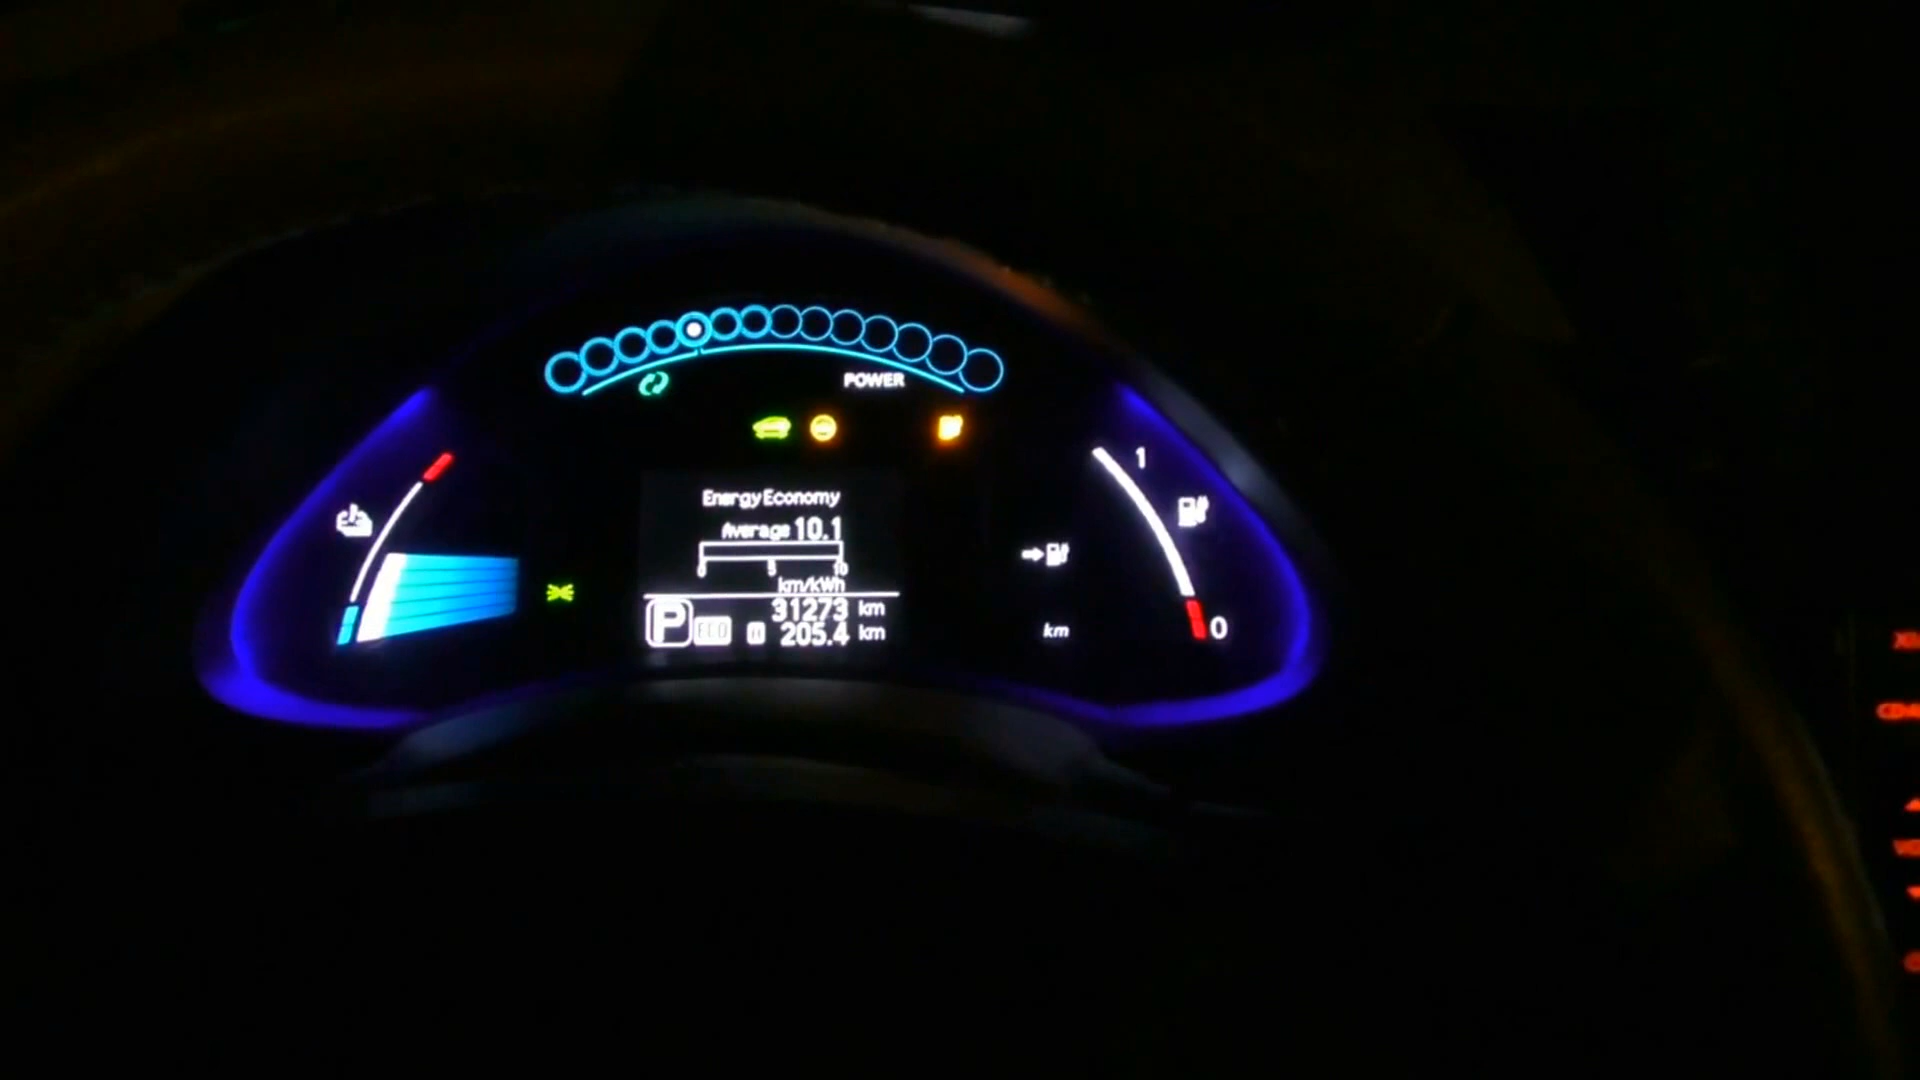 POWER
1
Energy Economy
Average 10.1
0 5 10
km/kWh
31273 km
P ECO 205.4 km
km
0